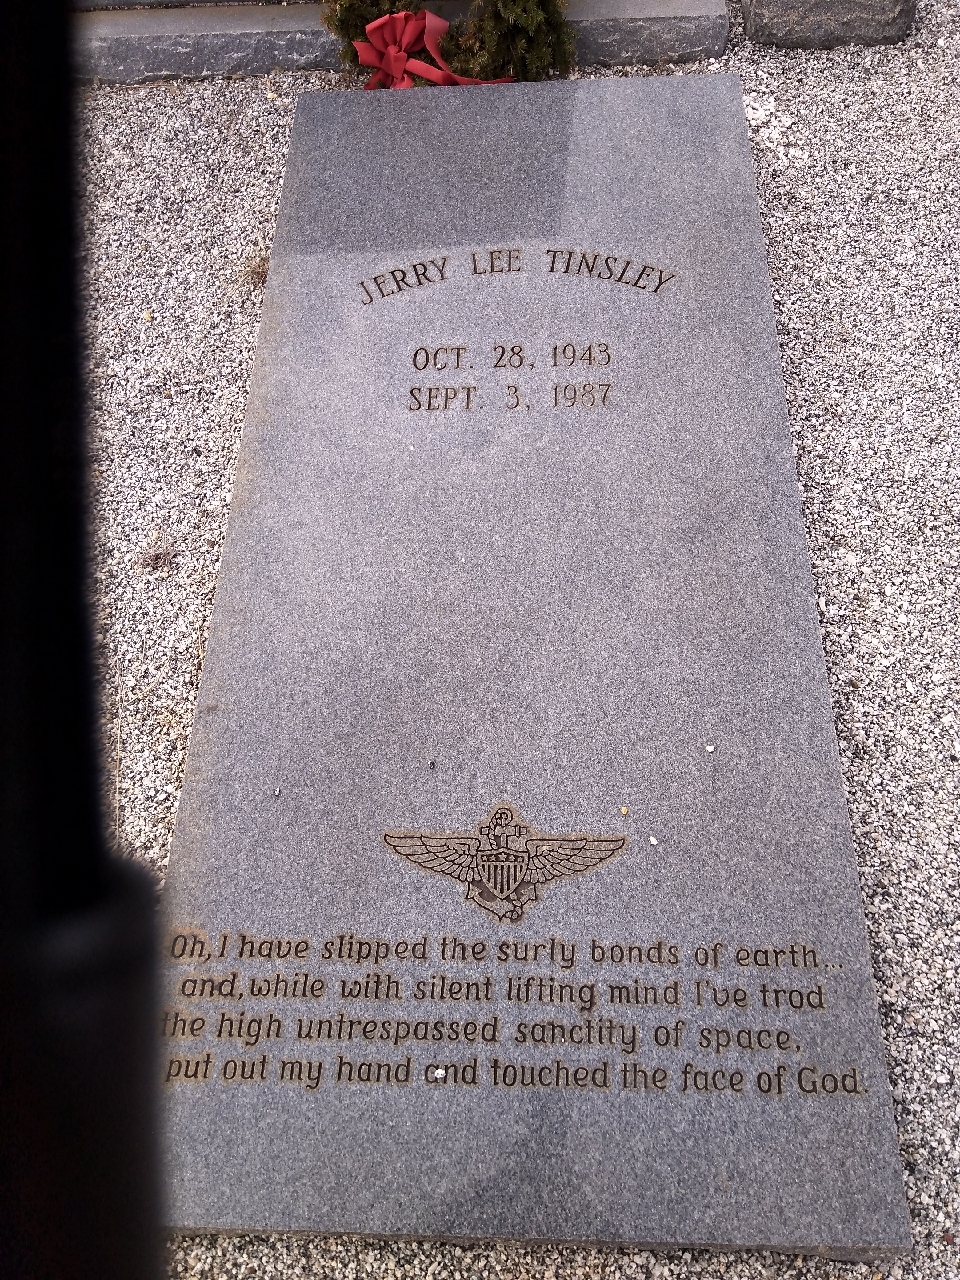 JERRY LEE TINSLEY
OCT. 28, 1943
SEPT. 3, 1987
Oh, I have slipped the surly bonds of earth...
and, while with silent lifting mind I've trod
the high untrespassed sanctity of space,
put out my hand and touched the face of God.